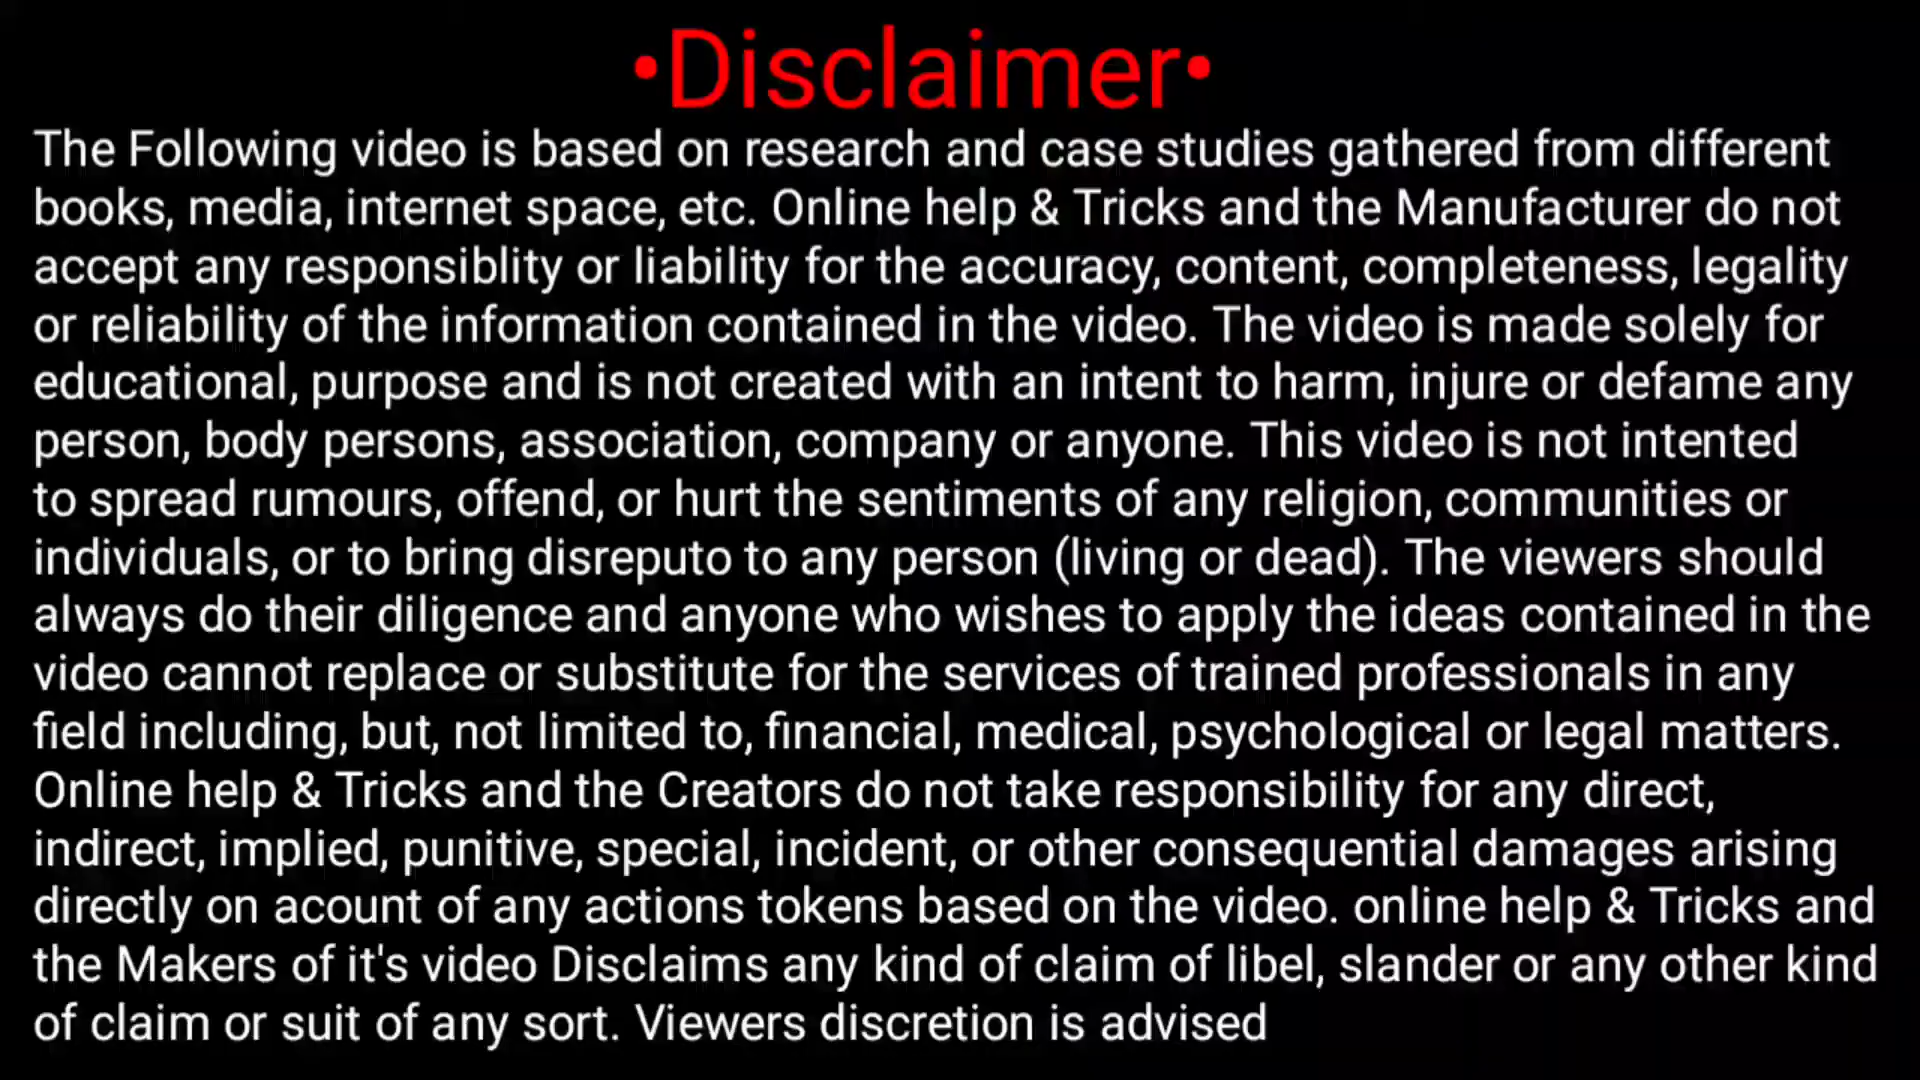 •Disclaimer•
The Following video is based on research and case studies gathered from different
books, media, internet space, etc. Online help & Tricks and the Manufacturer do not
accept any responsiblity or liability for the accuracy, content, completeness, legality
or reliability of the information contained in the video. The video is made solely for
educational, purpose and is not created with an intent to harm, injure or defame any
person, body persons, association, company or anyone. This video is not intented
to spread rumours, offend, or hurt the sentiments of any religion, communities or
individuals, or to bring disreputo to any person (living or dead). The viewers should
always do their diligence and anyone who wishes to apply the ideas contained in the
video cannot replace or substitute for the services of trained professionals in any
field including, but, not limited to, financial, medical, psychological or legal matters.
Online help & Tricks and the Creators do not take responsibility for any direct,
indirect, implied, punitive, special, incident, or other consequential damages arising
directly on acount of any actions tokens based on the video. online help & Tricks and
the Makers of it's video Disclaims any kind of claim of libel, slander or any other kind
of claim or suit of any sort. Viewers discretion is advised